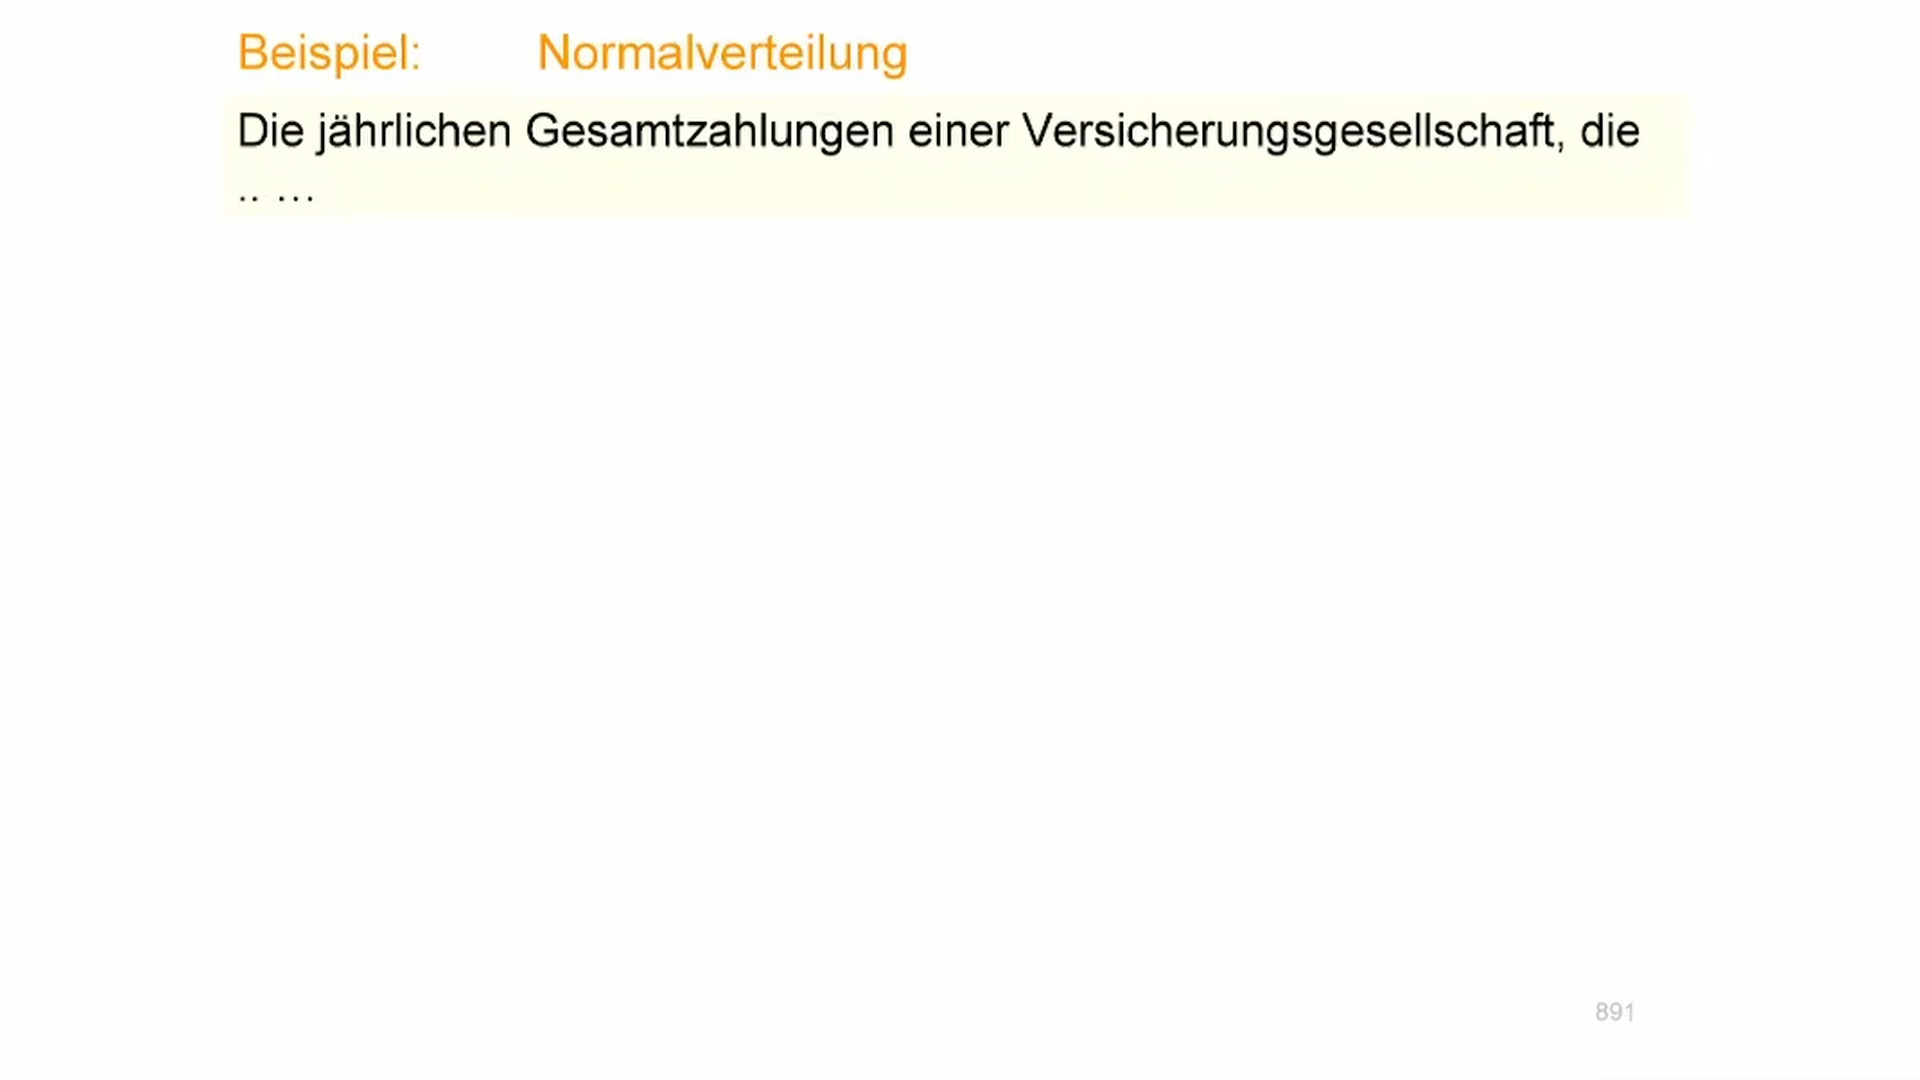 Beispiel: Normalverteilung
Die jährlichen Gesamtzahlungen einer Versicherungsgesellschaft, die
.. ...
891